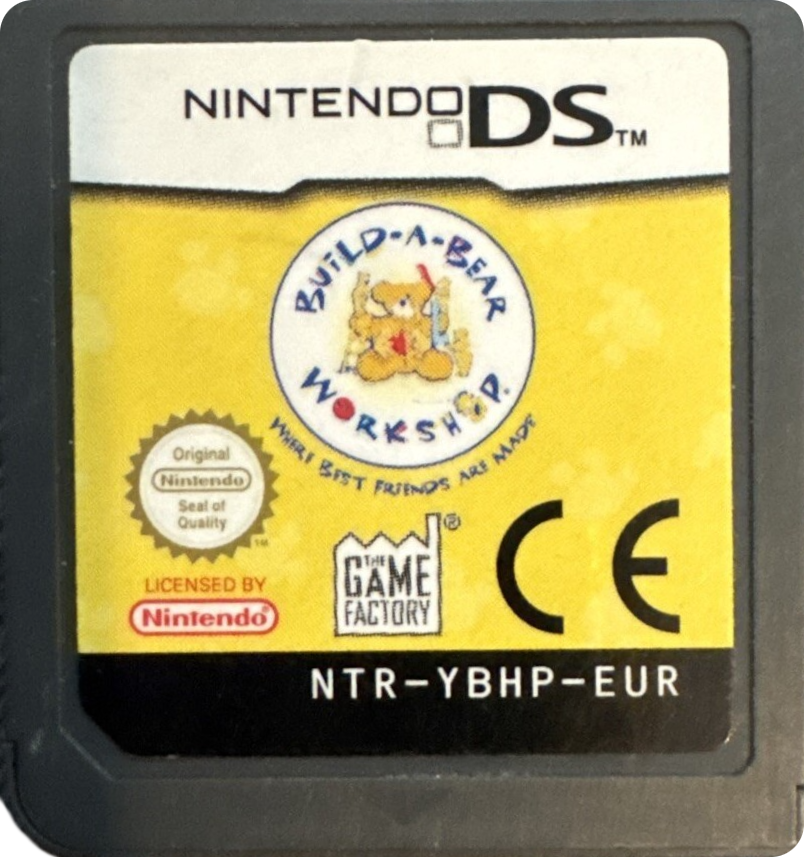 NINTENDO DS™
BUiLD-A-BEAR
WORKSHOP.
WHERE BEST FRiENDS ARE MADE
Original
Nintendo
Seal of
Quality
TM
LICENSED BY
Nintendo®
THE
GAME
FACTORY
®
CE
NTR-YBHP-EUR